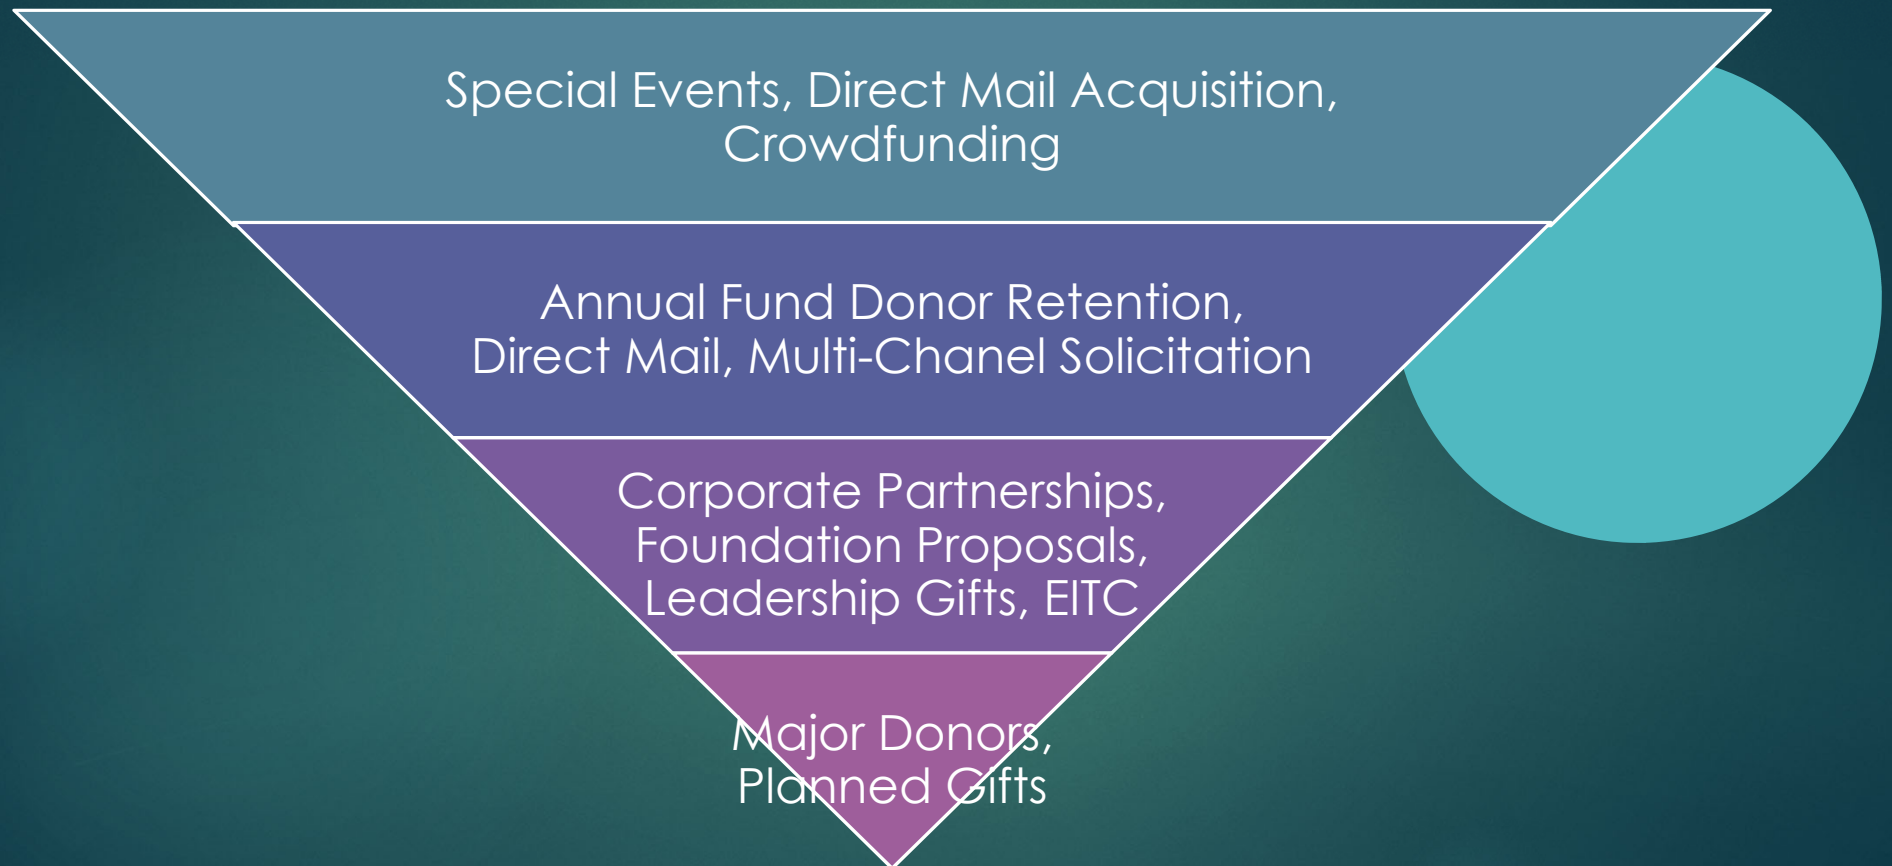 Special Events, Direct Mail Acquisition,
Crowdfunding
Annual Fund Donor Retention,
Direct Mail, Multi-Chanel Solicitation
Corporate Partnerships,
Foundation Proposals,
Leadership Gifts, EITC
Major Donors,
Planned Gifts